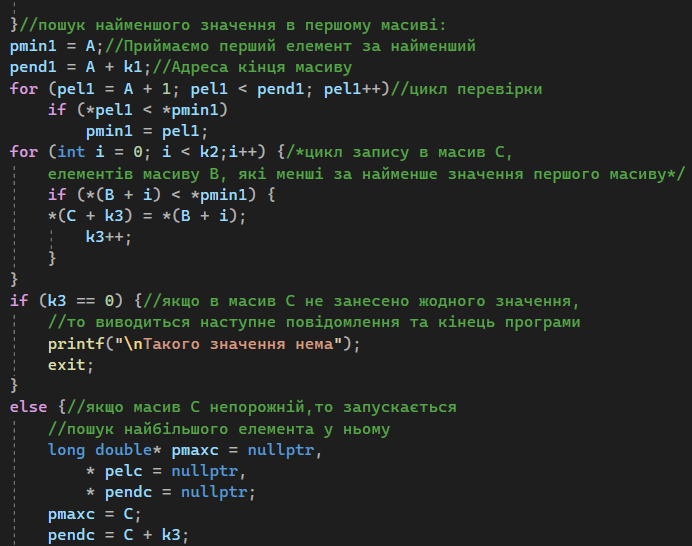 }//пошук найменшого значення в першому масиві:
pmin1 = A;//Приймаємо перший елемент за найменший
pend1 = A + k1;//Адреса кінця масиву
for (pel1 = A + 1; pel1 < pend1; pel1++)//цикл перевірки
    if (*pel1 < *pmin1)
        pmin1 = pel1;
for (int i = 0; i < k2;i++) {/*цикл запису в масив С,
    елементів масиву В, які менші за найменше значення першого масиву*/
    if (*(B + i) < *pmin1) {
    *(C + k3) = *(B + i);
        k3++;
    }
}
if (k3 == 0) {//якщо в масив С не занесено жодного значення,
    //то виводиться наступне повідомлення та кінець програми
    printf("\nТакого значення нема");
    exit;
}
else {//якщо масив С непорожній,то запускається
    //пошук найбільшого елемента у ньому
    long double* pmaxc = nullptr,
        * pelc = nullptr,
        * pendc = nullptr;
    pmaxc = C;
    pendc = C + k3;